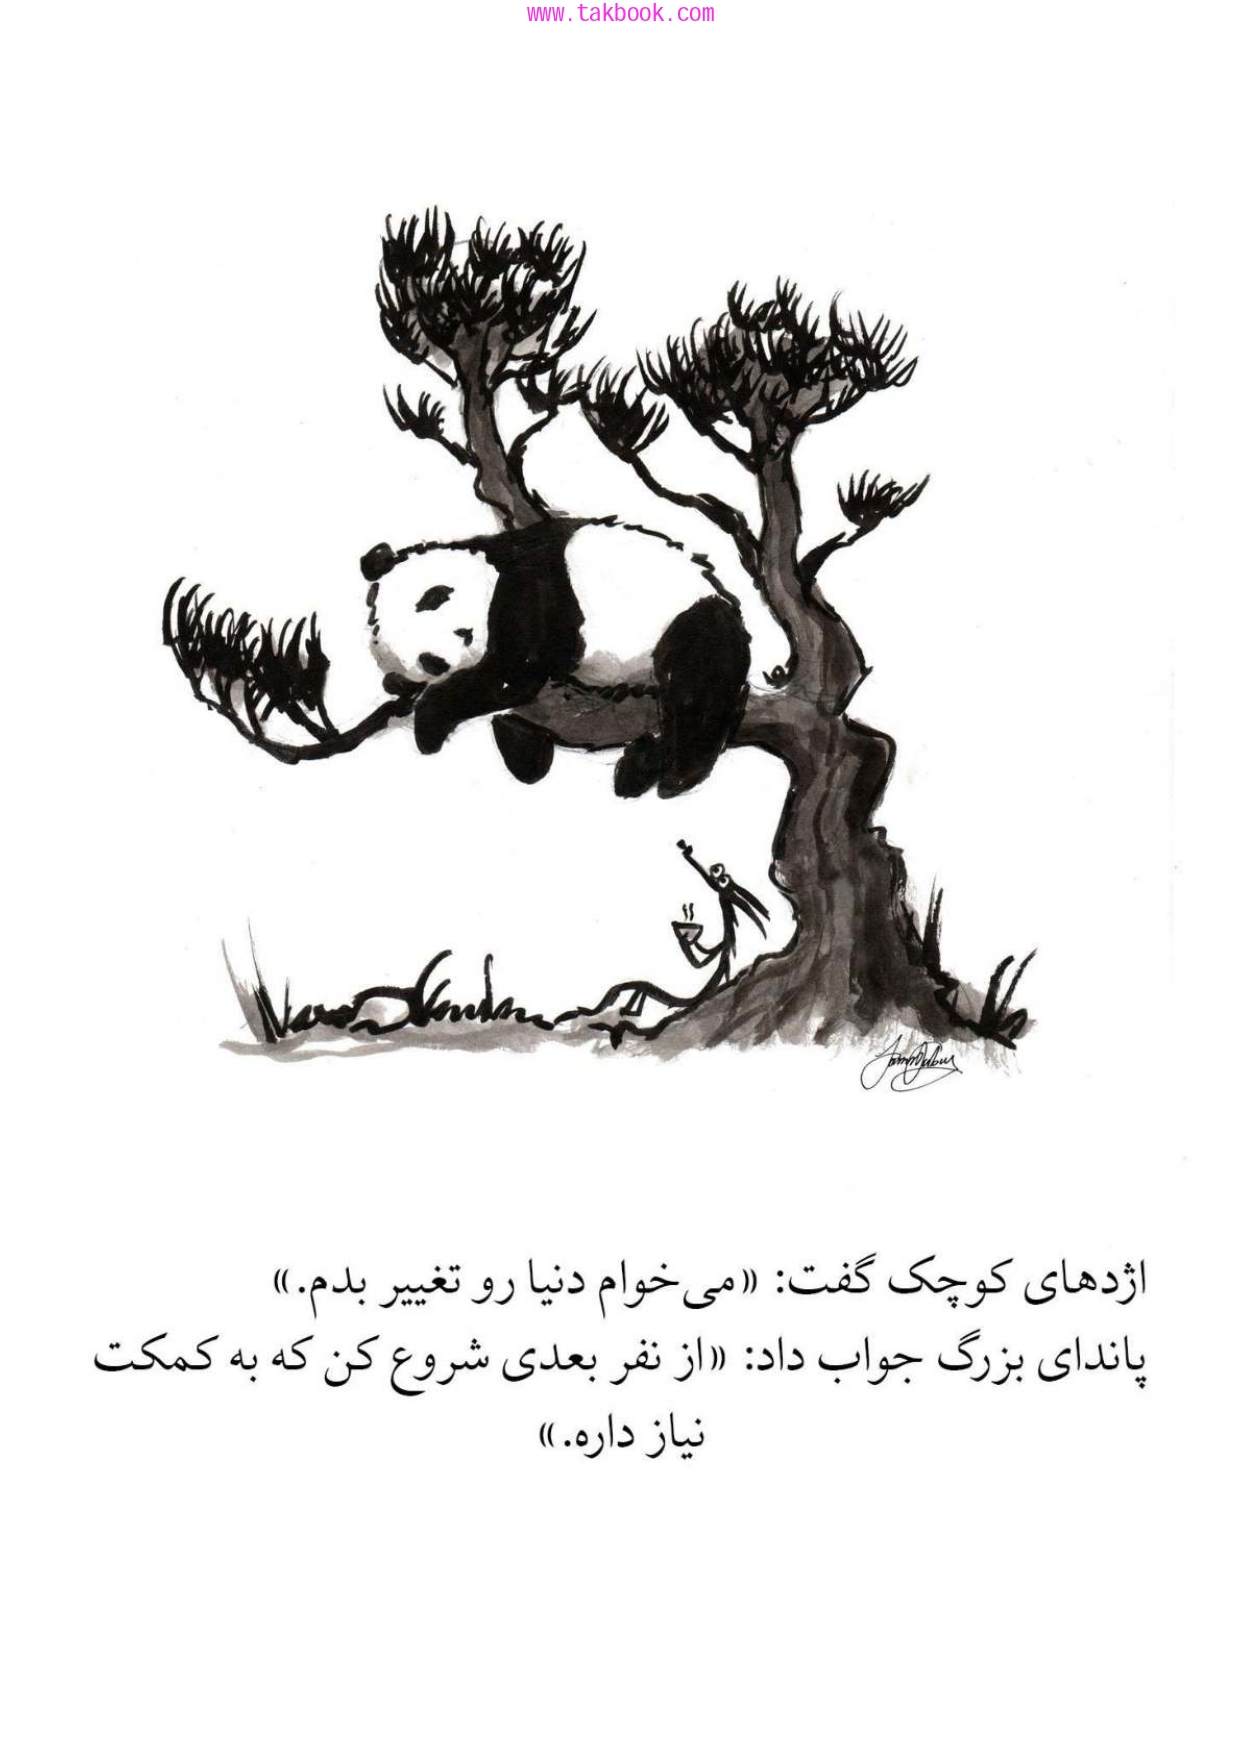 www.takbook.com
اژدهای کوچک گفت: «می‌خوام دنیا رو تغییر بدم.»
پاندای بزرگ جواب داد: «از نفر بعدی شروع کن که به کمکت
نیاز داره.»